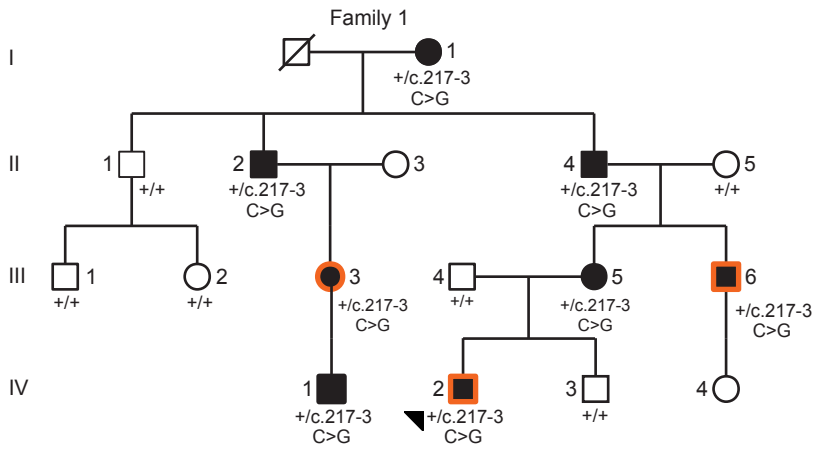 Family 1
I
1
+/c.217-3
C>G
II
1
+/+
2
+/c.217-3
C>G
3
4
+/c.217-3
C>G
5
+/+
III
1
+/+
2
+/+
3
+/c.217-3
C>G
4
+/+
5
+/c.217-3
C>G
6
+/c.217-3
C>G
IV
1
+/c.217-3
C>G
2
+/c.217-3
C>G
3
+/+
4